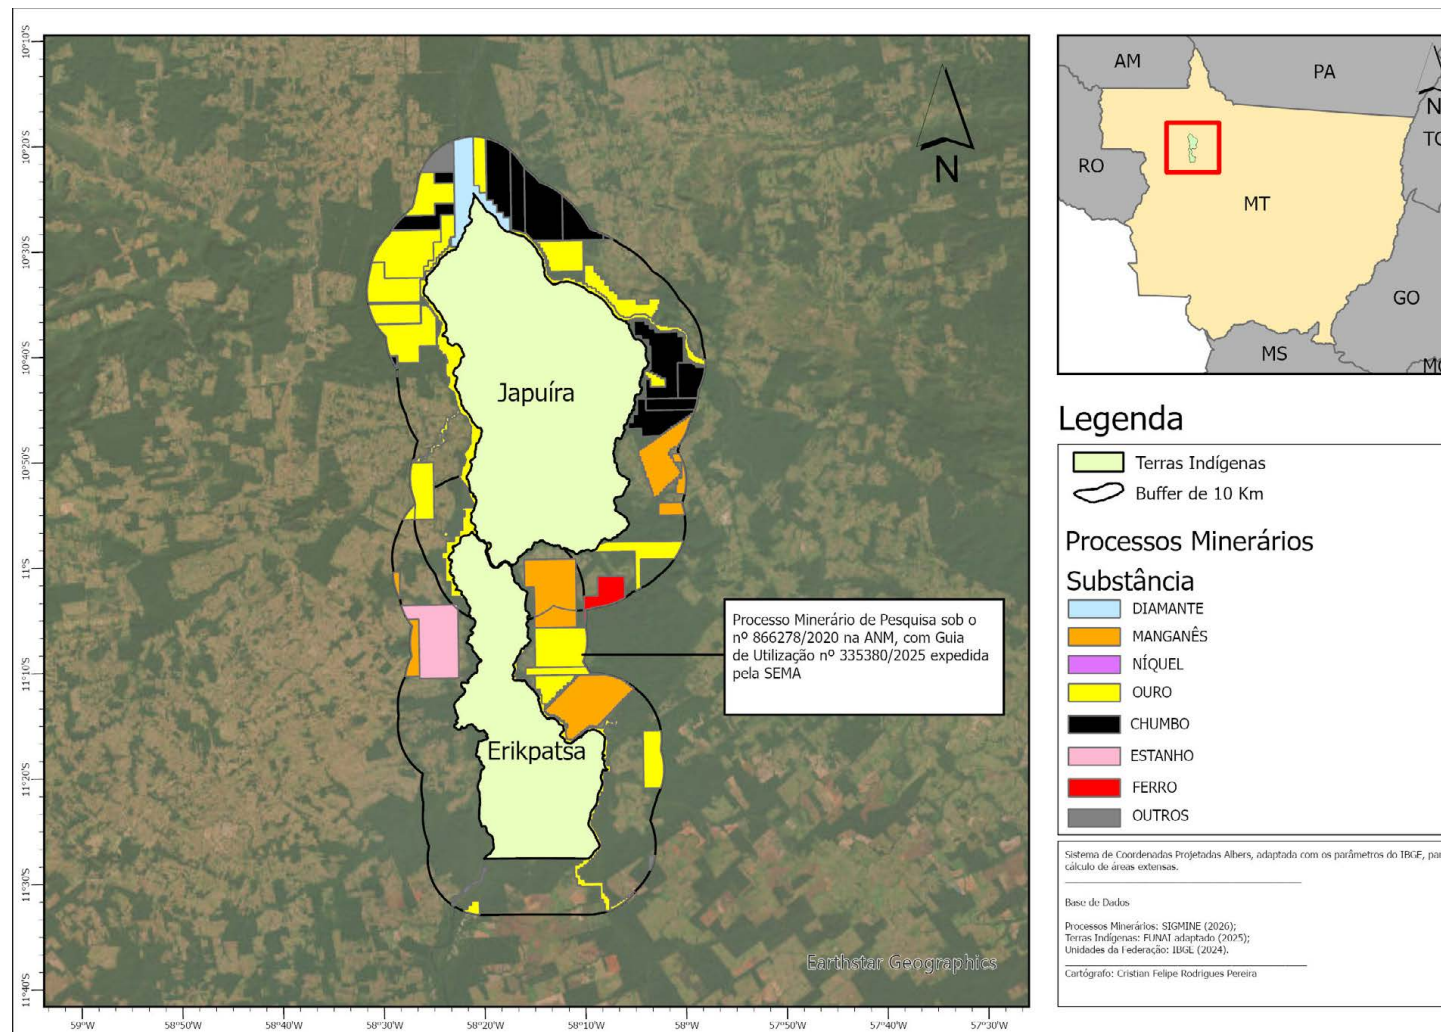 10°10'S
10°20'S
10°30'S
10°40'S
10°50'S
11°S
11°10'S
11°20'S
11°30'S
11°40'S
59°W
58°50'W
58°40'W
58°30'W
58°20'W
58°10'W
58°W
57°50'W
57°40'W
57°30'W
N
Japuíra
Erikpatsa
Processo Minerário de Pesquisa sob o
nº 866278/2020 na ANM, com Guia
de Utilização nº 335380/2025 expedida
pela SEMA
Earthstar Geographics
AM
PA
N
TO
RO
MT
GO
MS
Legenda
Terras Indígenas
Buffer de 10 Km
Processos Minerários
Substância
DIAMANTE
MANGANÊS
NÍQUEL
OURO
CHUMBO
ESTANHO
FERRO
OUTROS
Sistema de Coordenadas Projetadas Albers, adaptada com os parâmetros do IBGE, par
cálculo de áreas extensas.
Base de Dados
Processos Minerários: SIGMINE (2026);
Terras Indígenas: FUNAI adaptado (2025);
Unidades da Federação: IBGE (2024).
Cartógrafo: Cristian Felipe Rodrigues Pereira